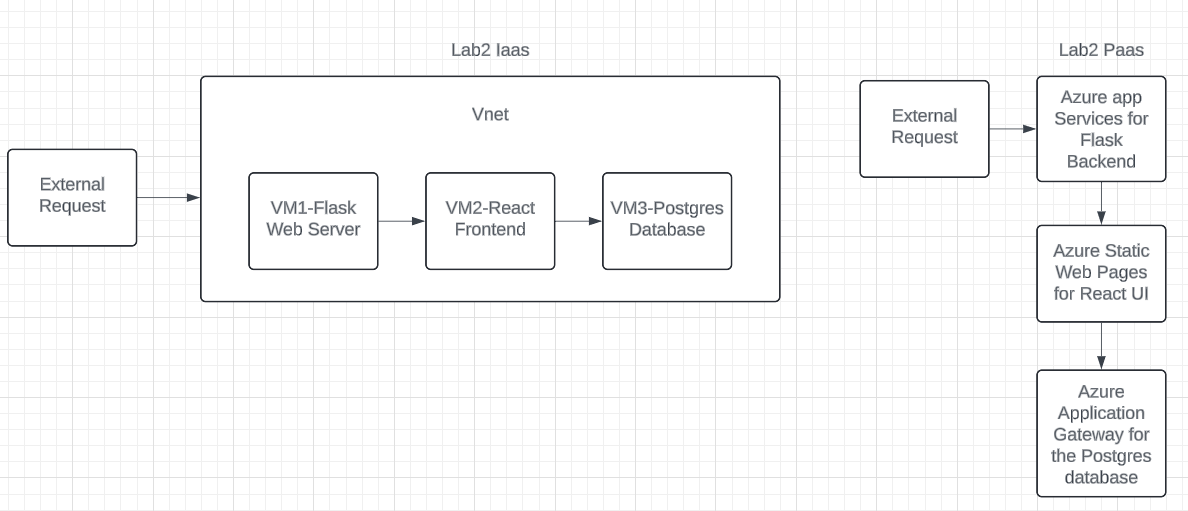 Lab2 Iaas
Vnet
External
Request
VM1-Flask
Web Server
VM2-React
Frontend
VM3-Postgres
Database
Lab2 Paas
External
Request
Azure app
Services for
Flask
Backend
Azure Static
Web Pages
for React UI
Azure
Application
Gateway for
the Postgres
database